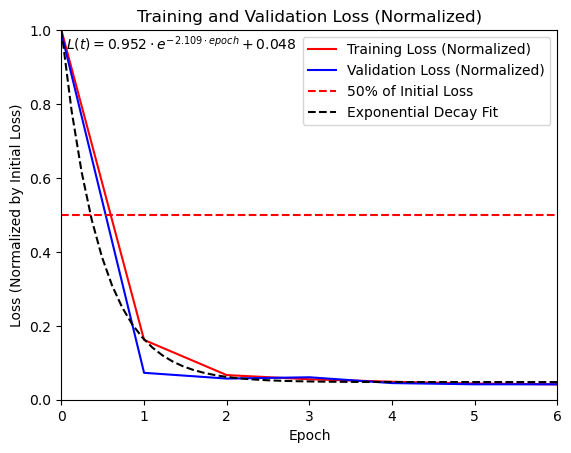 Training and Validation Loss (Normalized)
L(t) = 0.952 · e^{−2.109 · epoch} + 0.048
Training Loss (Normalized)
Validation Loss (Normalized)
50% of Initial Loss
Exponential Decay Fit
Loss (Normalized by Initial Loss)
1.0
0.8
0.6
0.4
0.2
0.0
0 1 2 3 4 5 6
Epoch